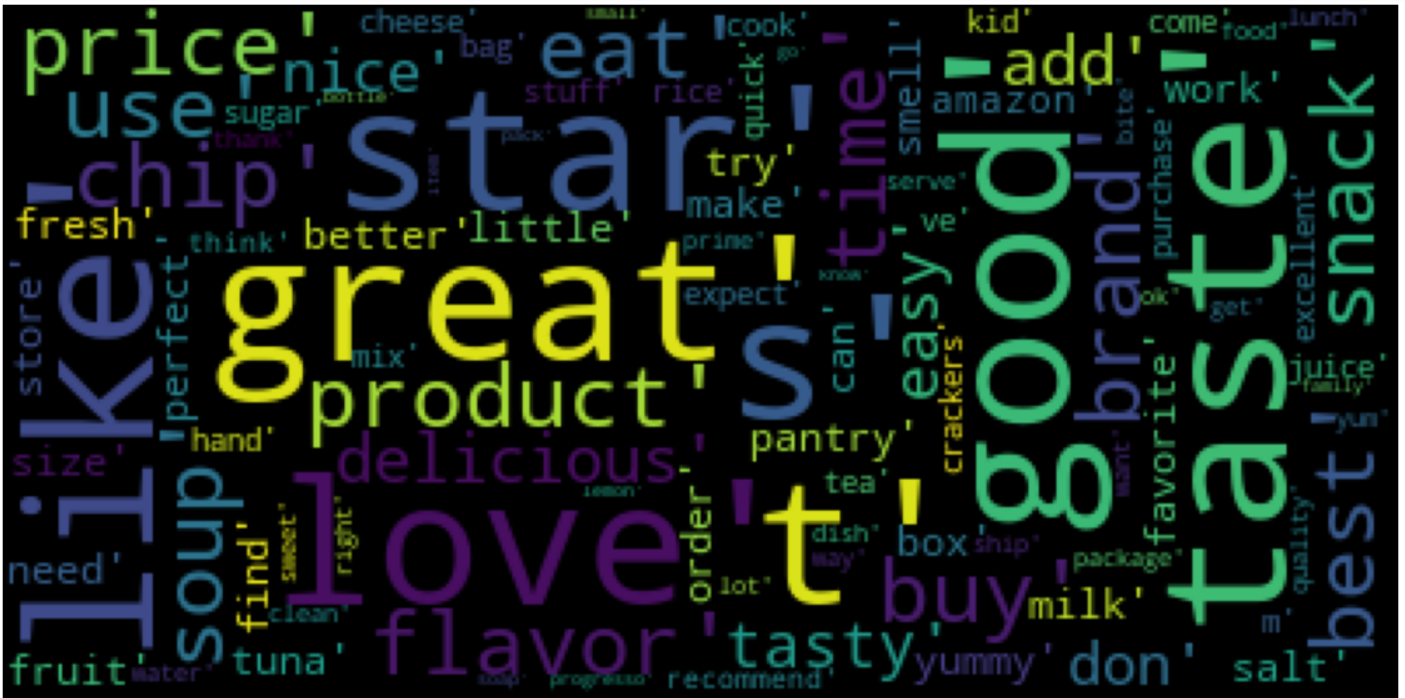 price'
cheese'
small'
cook'
kid'
come'
food'
lunch'
bag'
eat'
go'
add'
nice'
use'
sugar'
bottle'
stuff'
rice'
quick'
time'
smell'
amazon'
bite'
work'
snack'
thank'
star'
pack'
item'
try'
chip'
serve'
purchase'
fresh'
better'
little'
make'
ve'
think'
prime'
know'
like'
store'
perfect'
great'
expect'
good
brand'
taste'
excellent'
ok'
get'
mix'
s'
can'
easy'
crackers'
juice'
family'
product'
favorite'
yum'
size'
hand'
delicious'
pantry'
want'
best'
soup'
find'
sweet'
right'
love'
lemon'
order'
t'
tea'
dish'
way'
box'
ship'
package'
quality'
need'
clean'
lot'
buy'
milk'
m'
fruit'
water'
tuna'
flavor'
soap'
progresso'
recommend'
tasty'
yummy'
don'
salt'